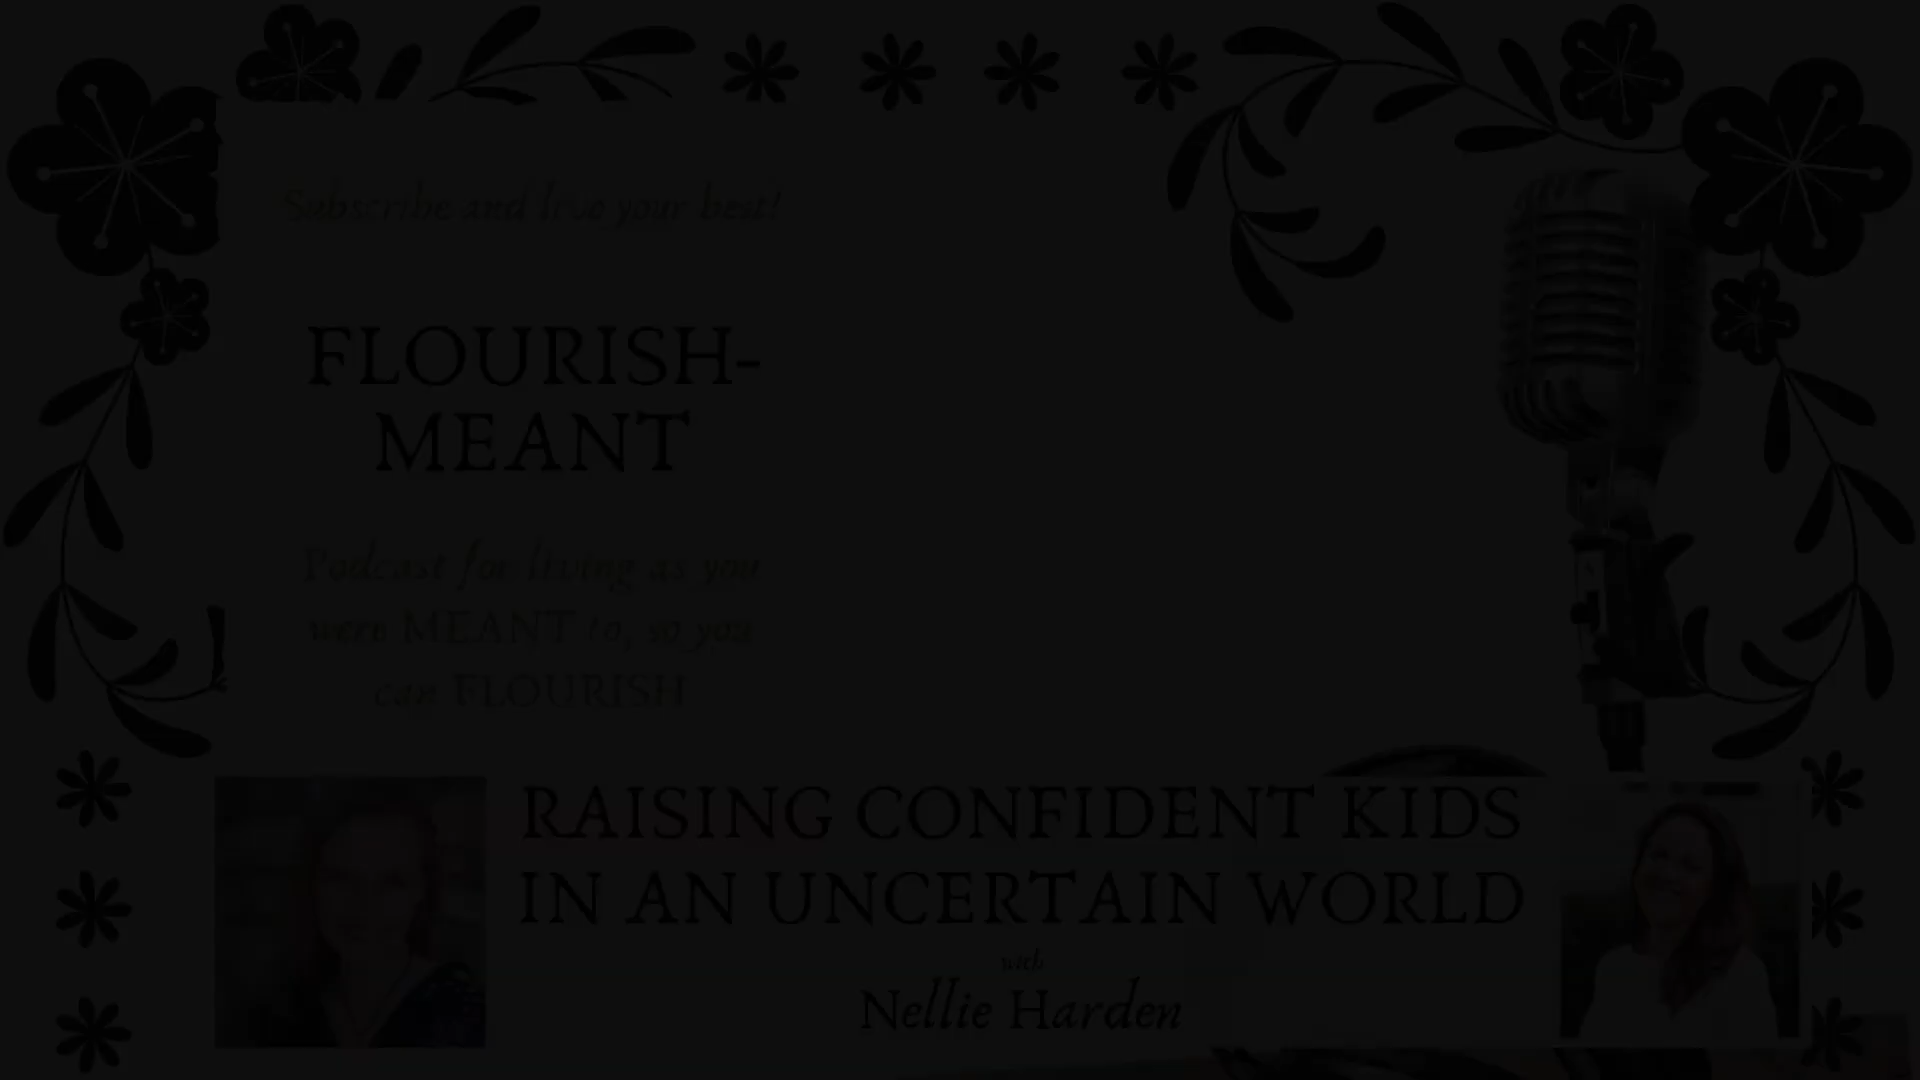 Subscribe and live your best!
FLOURISH-
MEANT
Podcast for living as you
were MEANT to, so you
can FLOURISH
RAISING CONFIDENT KIDS
IN AN UNCERTAIN WORLD
with
Nellie Harden